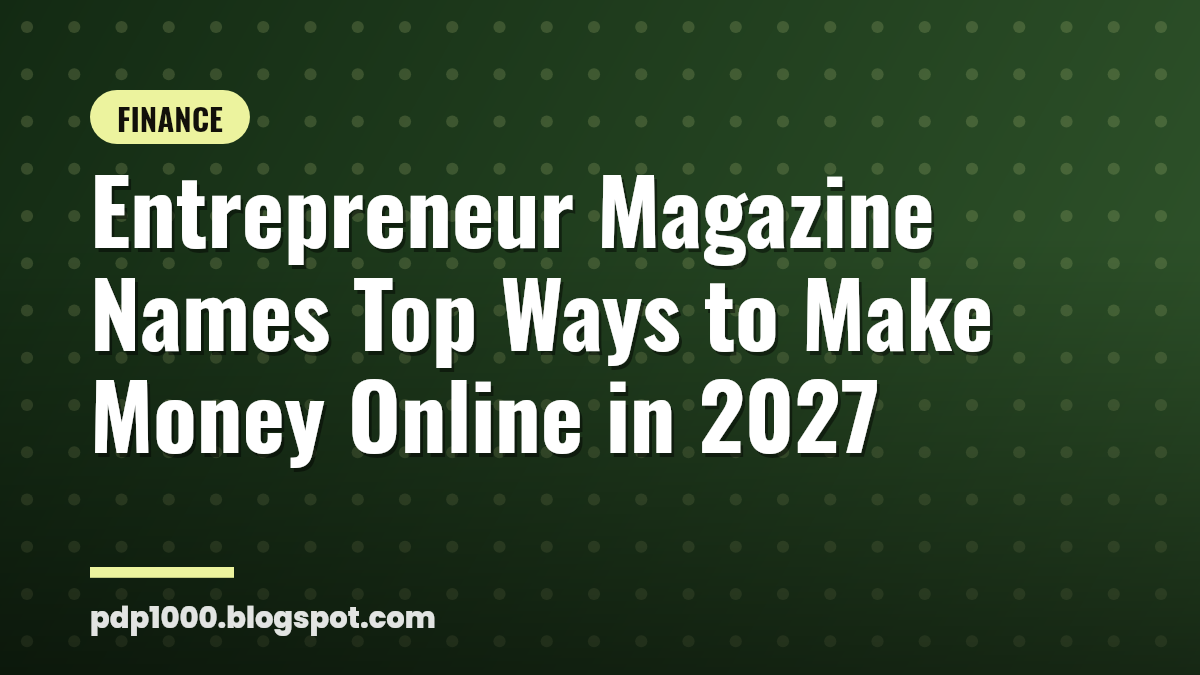 FINANCE
Entrepreneur Magazine
Names Top Ways to Make
Money Online in 2027
pdp1000.blogspot.com